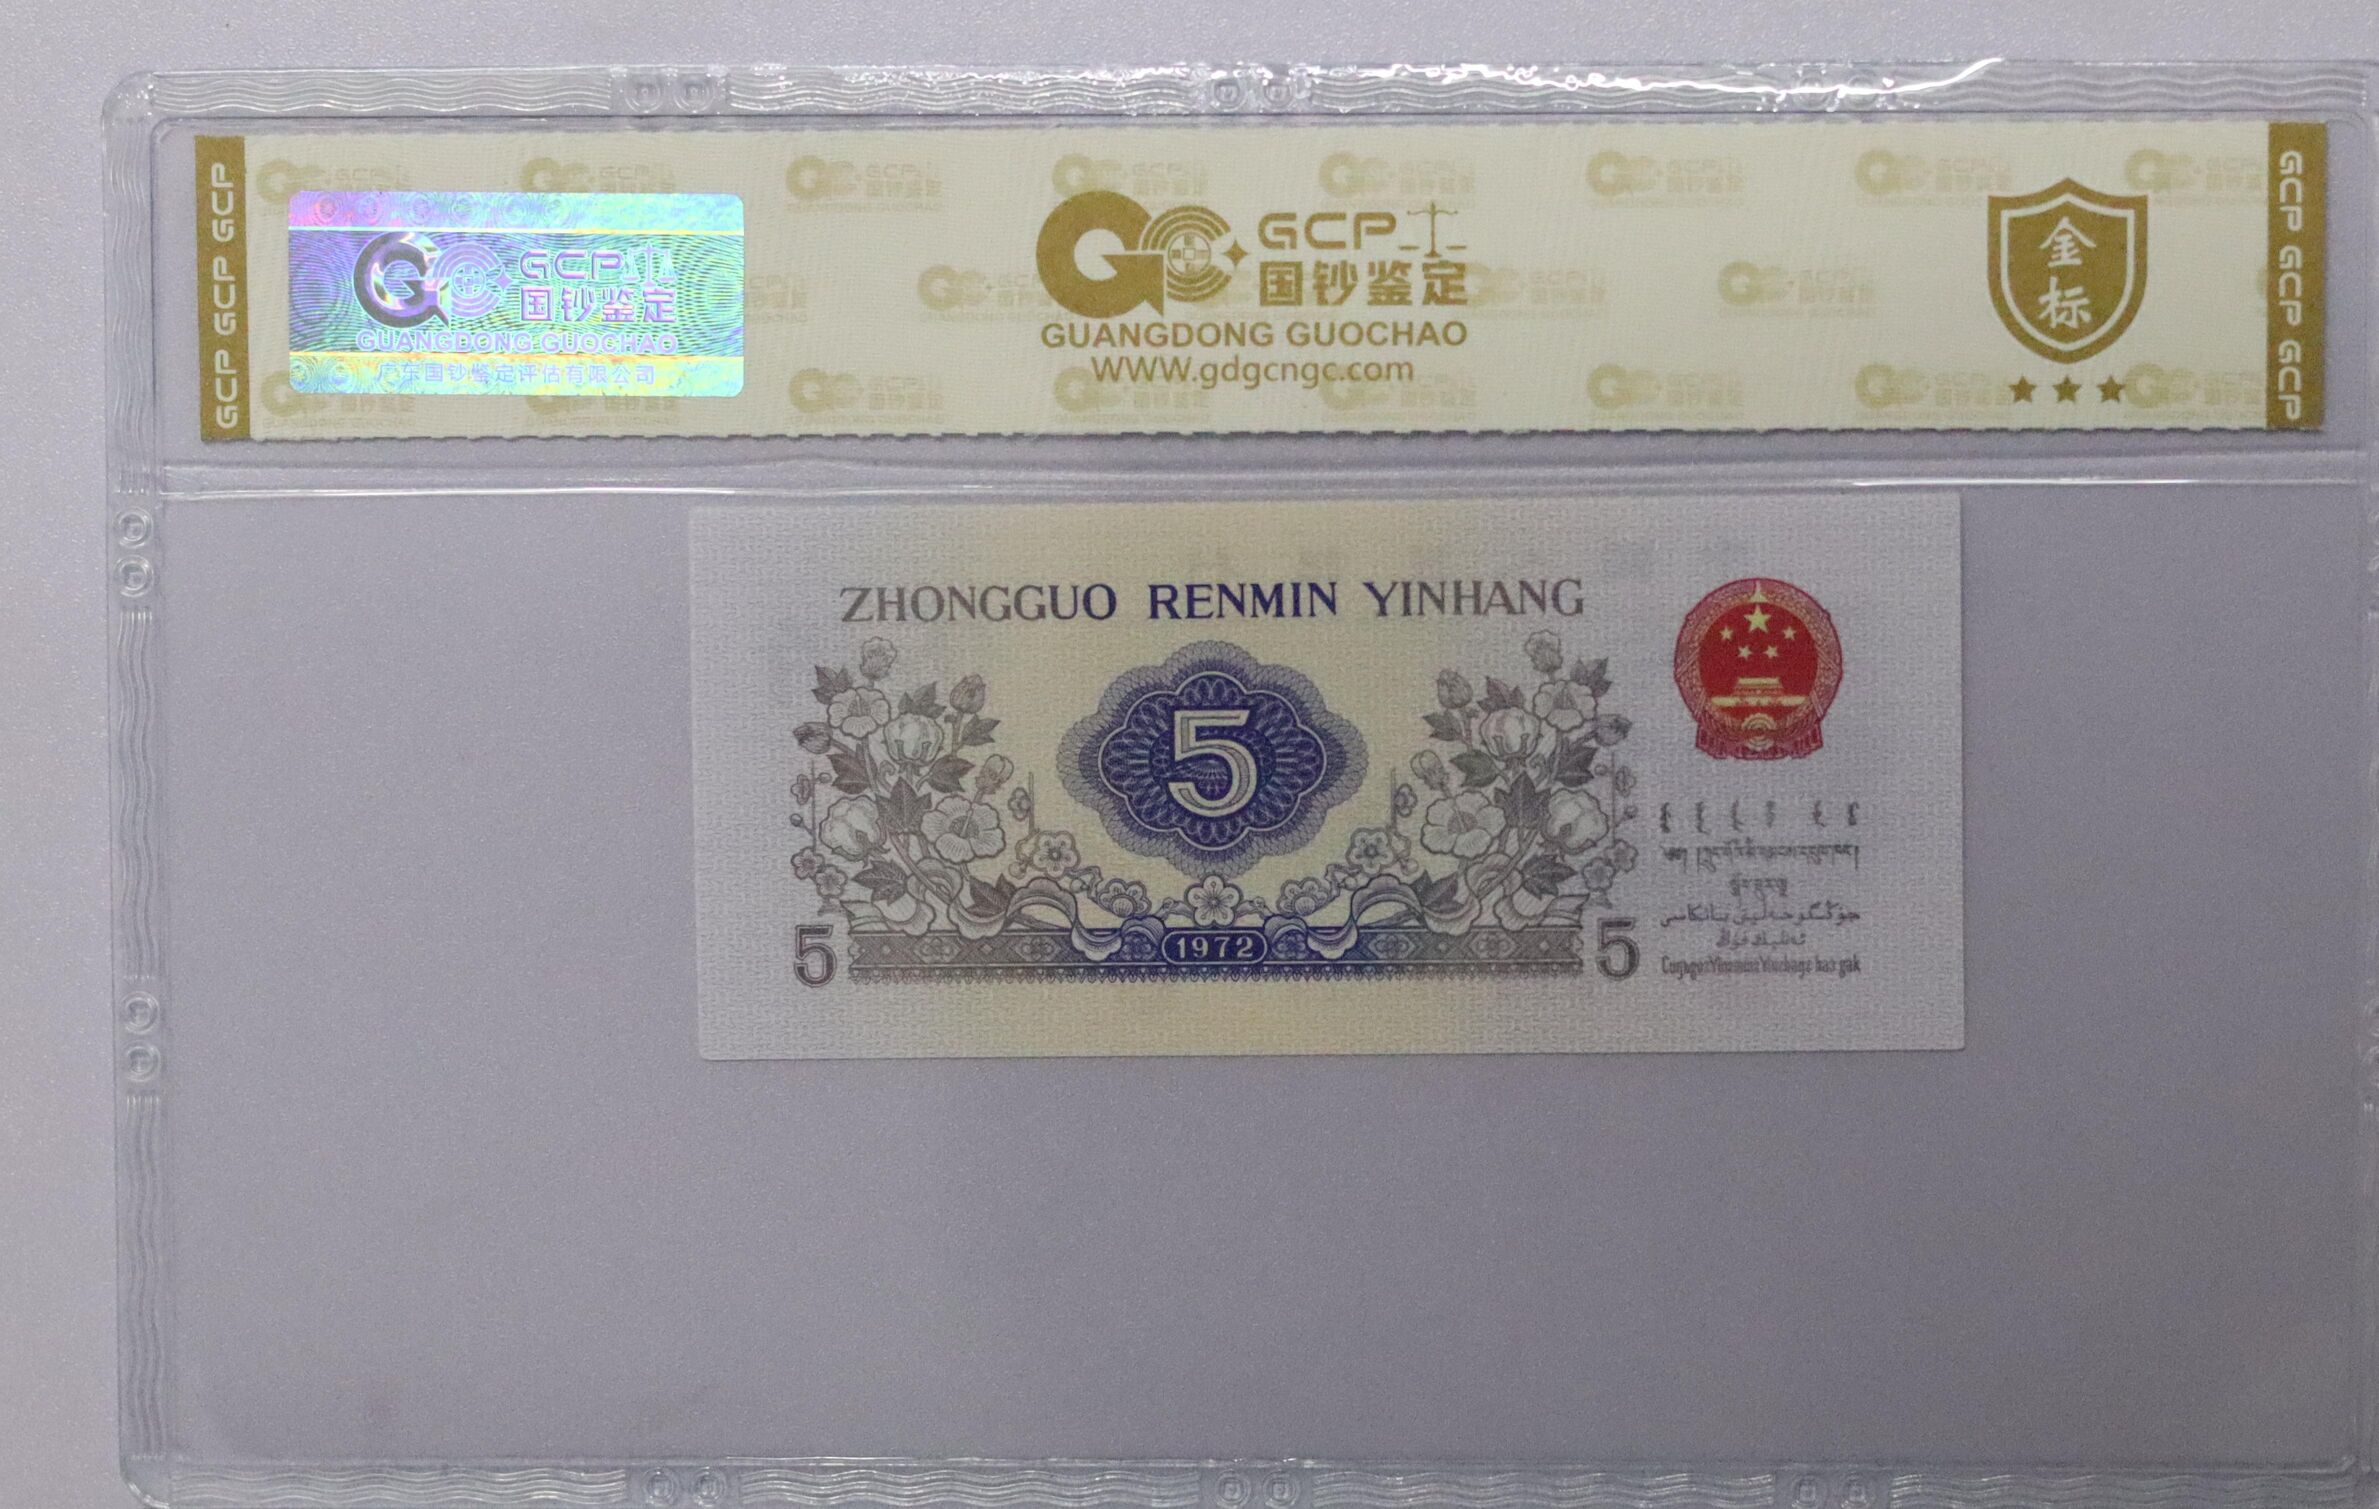 GCP GCP GCP
GCP
国钞鉴定
GUANGDONG GUOCHAO
广东国钞鉴定评估有限公司
GCP
国钞鉴定
GUANGDONG GUOCHAO
WWW.gdgcngc.com
金
标
GCP GCP GCP
ZHONGGUO RENMIN YINHANG
5
1972
5
5